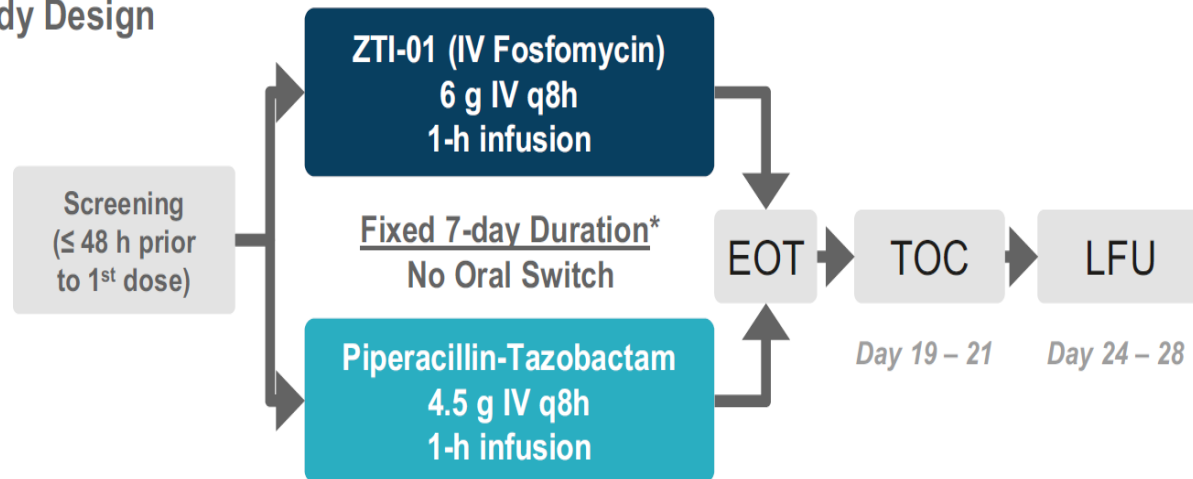 dy Design
ZTI-01 (IV Fosfomycin)
6 g IV q8h
1-h infusion
Screening
(≤ 48 h prior
to 1st dose)
Fixed 7-day Duration*
No Oral Switch
EOT
TOC
LFU
Day 19 – 21
Day 24 – 28
Piperacillin-Tazobactam
4.5 g IV q8h
1-h infusion